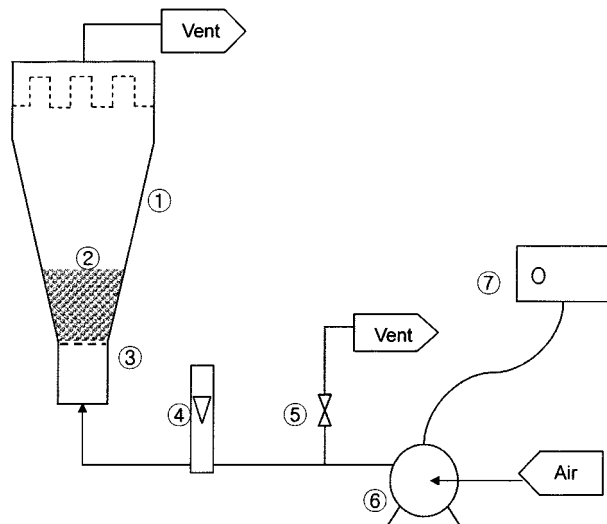 Vent
①
②
③
④
⑤
Vent
⑥
⑦
O
Air